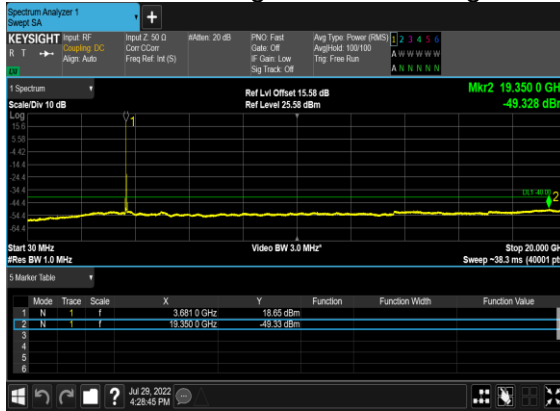 Spectrum Analyzer 1
Swept SA
+
KEYSIGHT Input: RF Input Z: 50 Ω #Atten: 20 dB PNO: Fast Avg Type: Power (RMS) 1 2 3 4 5 6
R T Coupling: DC Corr CCorr Gate: Off Avg|Hold: 100/100 A W W W W W
Align: Auto Freq Ref: Int (S) IF Gain: Low Trig: Free Run
LU Sig Track: Off A N N N N N
1 Spectrum Ref Lvl Offset 15.58 dB Mkr2 19.350 0 GH
Scale/Div 10 dB Ref Level 25.58 dBm -49.328 dBr
Log
15.6
5.58
-4.42
-14.4
-24.4
-34.4
-44.4
-54.4
-64.4
1
2
Start 30 MHz Video BW 3.0 MHz* Stop 20.000 GH
#Res BW 1.0 MHz Sweep ~38.3 ms (40001 pt
5 Marker Table
Mode Trace Scale X Y Function Function Width Function Value
1 N 1 f 3.681 0 GHz 18.65 dBm
2 N 1 f 19.350 0 GHz -49.33 dBm
3
4
5
6
? Jul 29, 2022
4:28:45 PM